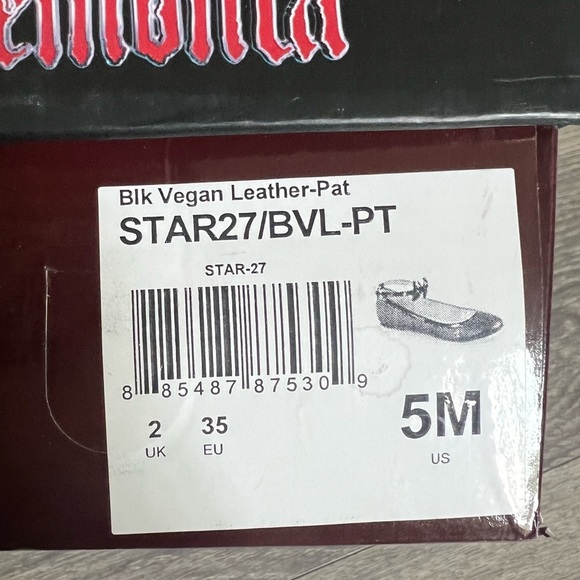 Blk Vegan Leather-Pat
STAR27/BVL-PT
STAR-27
8 85487 87530 9
2 35 5M
UK EU US